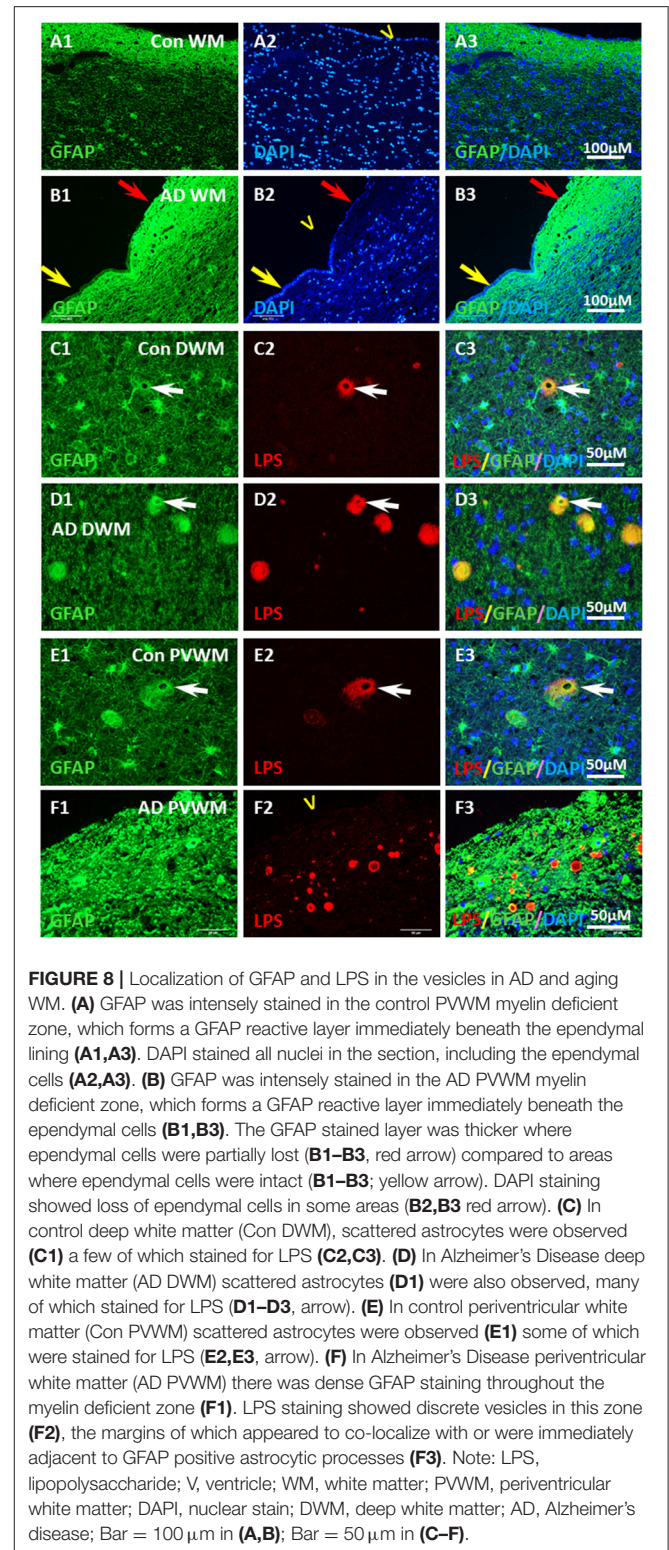 A1 Con WM A2 V A3
GFAP DAPI GFAP/DAPI 100µM
B1 AD WM B2 V B3
GFAP DAPI GFAP/DAPI 100µM
C1 Con DWM C2 C3
GFAP LPS LPS/GFAP/DAPI 50µM
D1 D2 D3
AD DWM
GFAP LPS LPS/GFAP/DAPI 50µM
E1 Con PVWM E2 E3
GFAP LPS LPS/GFAP/DAPI 50µM
F1 AD PVWM F2 V F3
GFAP LPS LPS/GFAP/DAPI 50µM
FIGURE 8 | Localization of GFAP and LPS in the vesicles in AD and aging
WM. (A) GFAP was intensely stained in the control PVWM myelin deficient
zone, which forms a GFAP reactive layer immediately beneath the ependymal
lining (A1,A3). DAPI stained all nuclei in the section, including the ependymal
cells (A2,A3). (B) GFAP was intensely stained in the AD PVWM myelin
deficient zone, which forms a GFAP reactive layer immediately beneath the
ependymal cells (B1,B3). The GFAP stained layer was thicker where
ependymal cells were partially lost (B1–B3, red arrow) compared to areas
where ependymal cells were intact (B1–B3; yellow arrow). DAPI staining
showed loss of ependymal cells in some areas (B2,B3 red arrow). (C) In
control deep white matter (Con DWM), scattered astrocytes were observed
(C1) a few of which stained for LPS (C2,C3). (D) In Alzheimer's Disease deep
white matter (AD DWM) scattered astrocytes (D1) were also observed, many
of which stained for LPS (D1–D3, arrow). (E) In control periventricular white
matter (Con PVWM) scattered astrocytes were observed (E1) some of which
were stained for LPS (E2,E3, arrow). (F) In Alzheimer's Disease periventricular
white matter (AD PVWM) there was dense GFAP staining throughout the
myelin deficient zone (F1). LPS staining showed discrete vesicles in this zone
(F2), the margins of which appeared to co-localize with or were immediately
adjacent to GFAP positive astrocytic processes (F3). Note: LPS,
lipopolysaccharide; V, ventricle; WM, white matter; PVWM, periventricular
white matter; DAPI, nuclear stain; DWM, deep white matter; AD, Alzheimer's
disease; Bar = 100 µm in (A,B); Bar = 50 µm in (C–F).